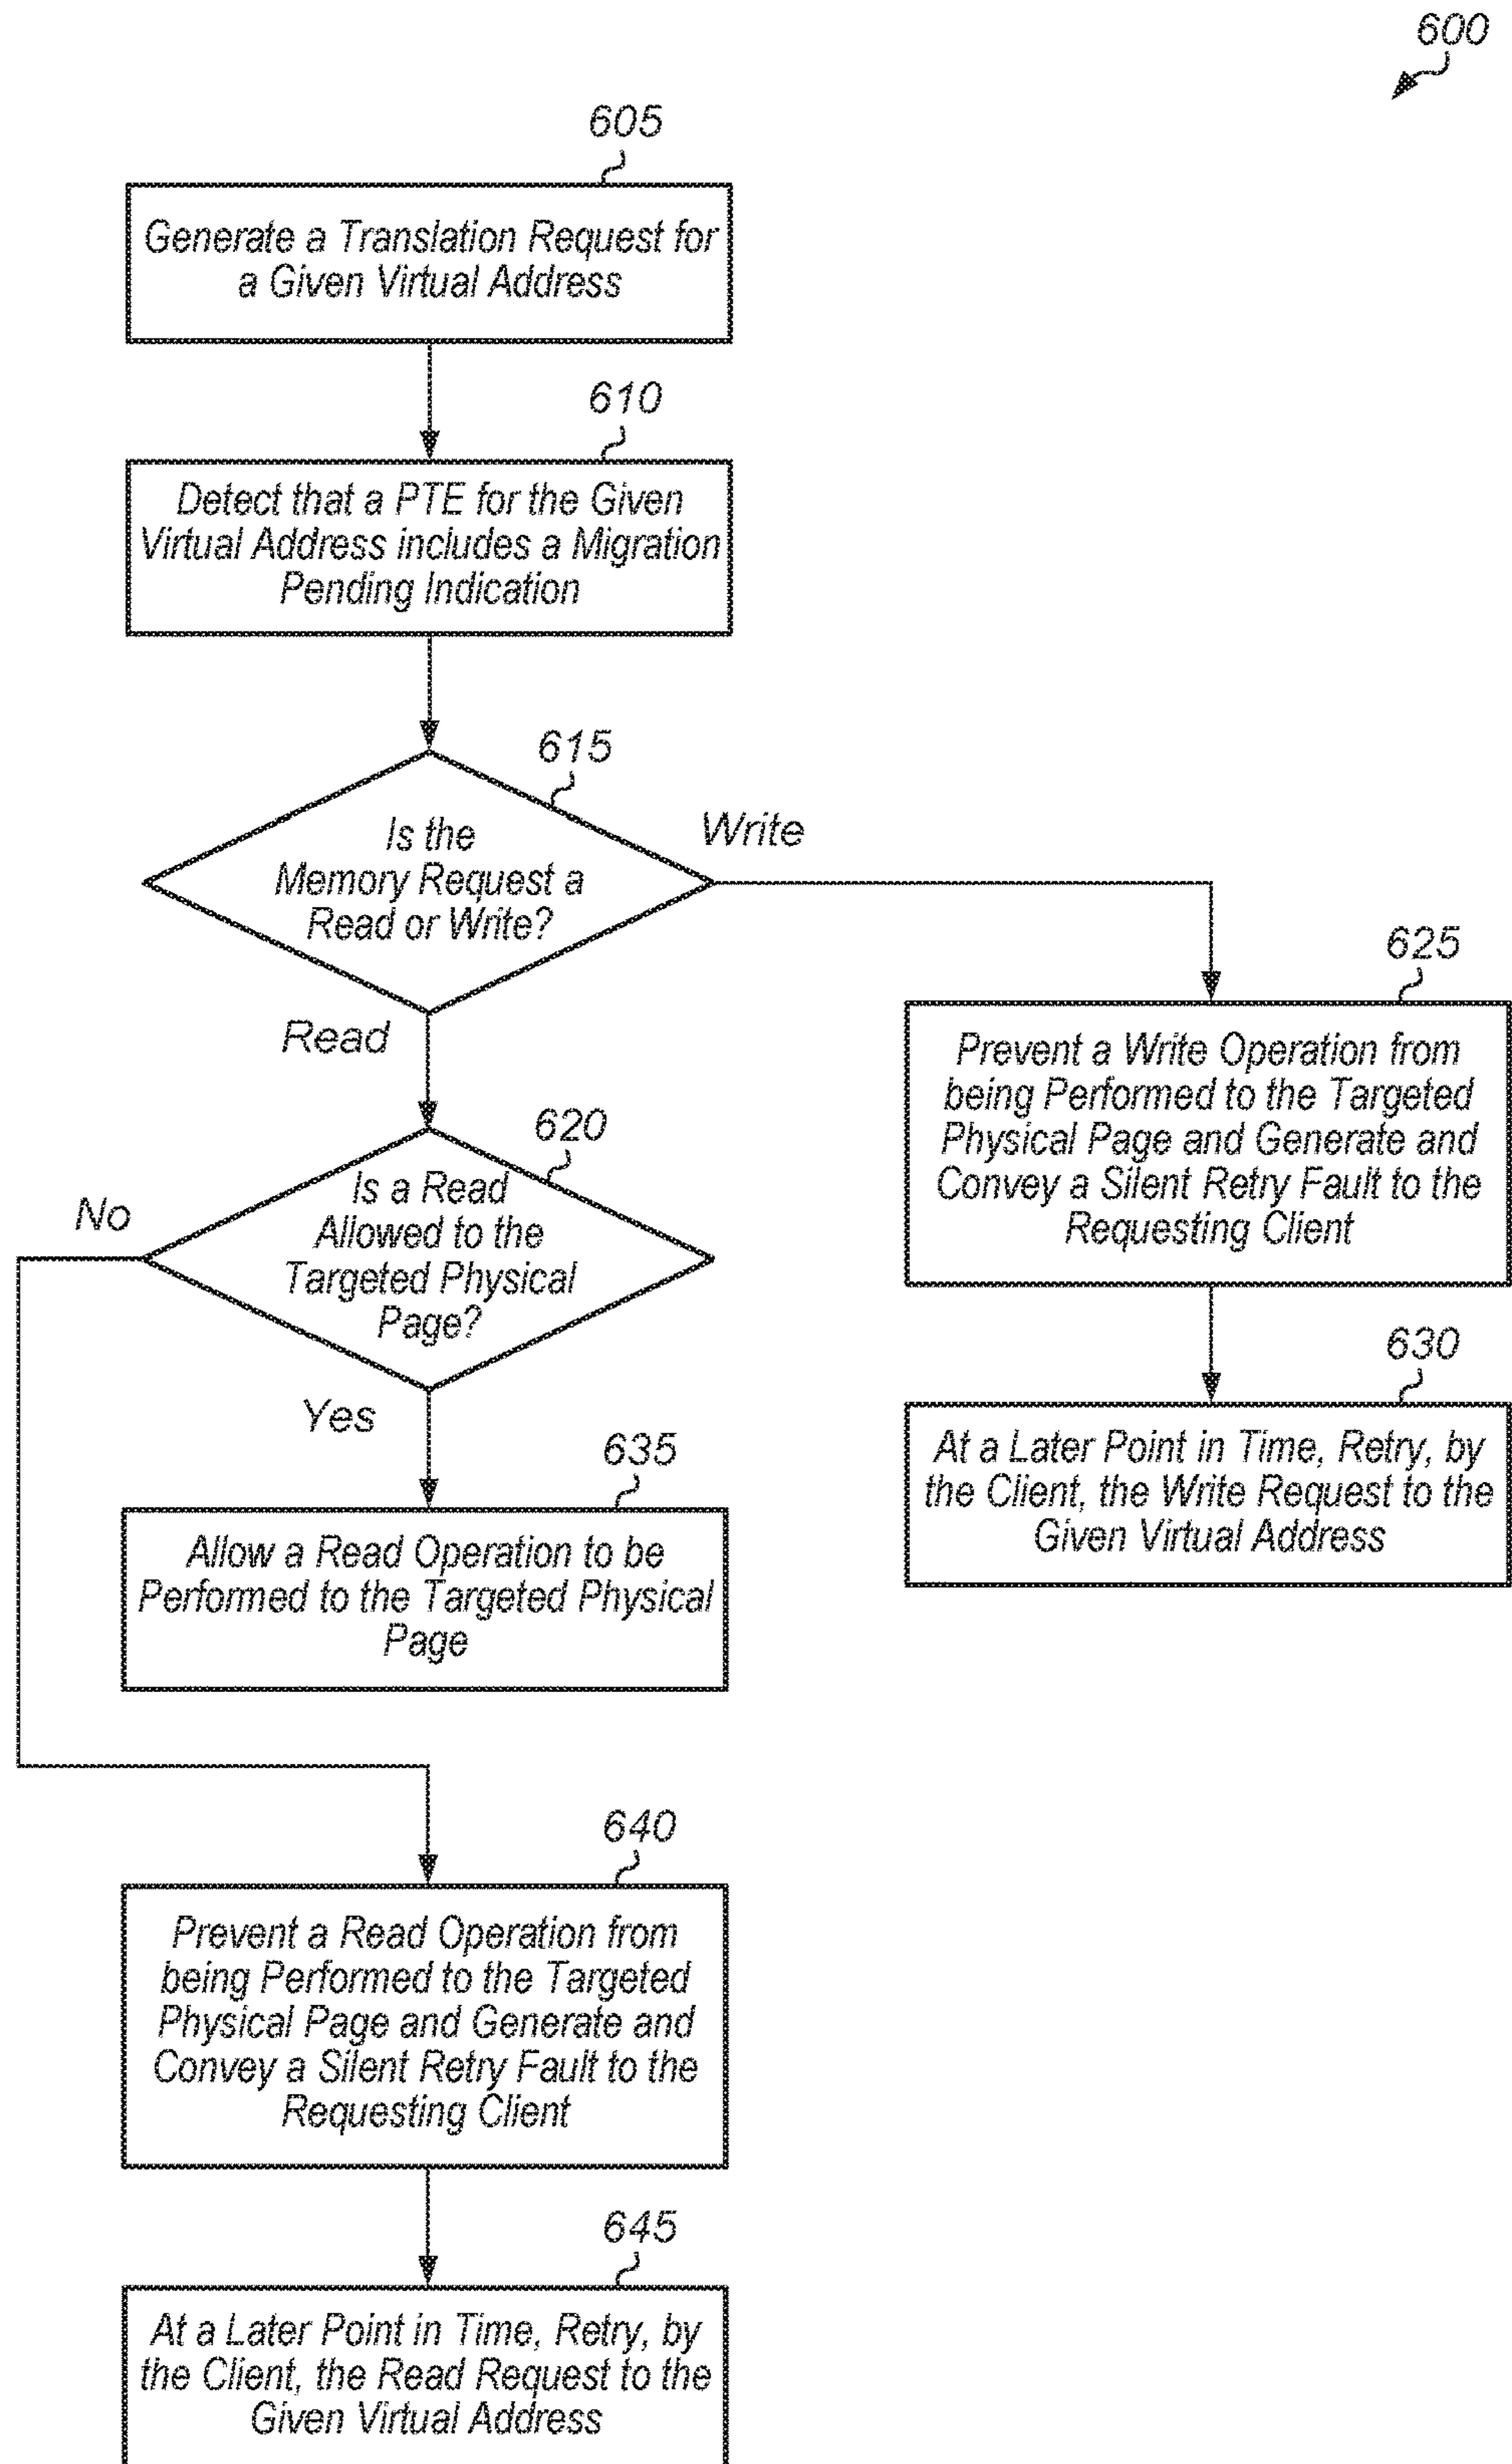 600
605
Generate a Translation Request for
a Given Virtual Address
610
Detect that a PTE for the Given
Virtual Address includes a Migration
Pending Indication
615
Is the
Memory Request a
Read or Write?
Write
Read
625
Prevent a Write Operation from
being Performed to the Targeted
Physical Page and Generate and
Convey a Silent Retry Fault to the
Requesting Client
620
Is a Read
Allowed to the
Targeted Physical
Page?
No
Yes
630
At a Later Point in Time, Retry, by
the Client, the Write Request to the
Given Virtual Address
635
Allow a Read Operation to be
Performed to the Targeted Physical
Page
640
Prevent a Read Operation from
being Performed to the Targeted
Physical Page and Generate and
Convey a Silent Retry Fault to the
Requesting Client
645
At a Later Point in Time, Retry, by
the Client, the Read Request to the
Given Virtual Address